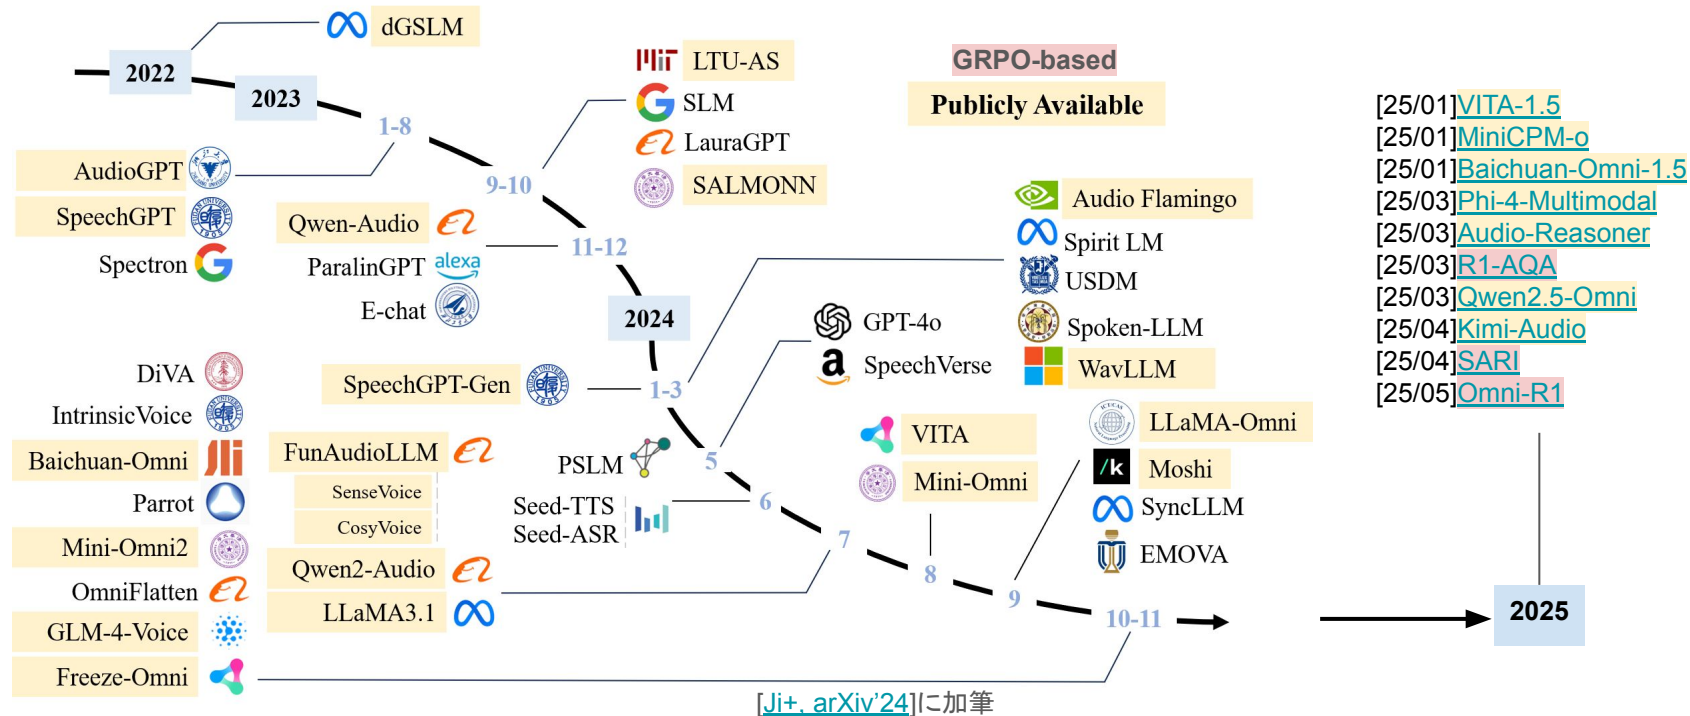 dGSLM
2022
2023
1-8
AudioGPT
SpeechGPT
Spectron
MIT
LTU-AS
SLM
LauraGPT
SALMONN
9-10
Qwen-Audio
ParalinGPT
alexa
E-chat
11-12
2024
GRPO-based
Publicly Available
Audio Flamingo
Spirit LM
USDM
Spoken-LLM
WavLLM
SpeechGPT-Gen
1-3
GPT-4o
SpeechVerse
5
PSLM
Seed-TTS
Seed-ASR
6
FunAudioLLM
SenseVoice
CosyVoice
Qwen2-Audio
LLaMA3.1
7
VITA
Mini-Omni
8
LLaMA-Omni
/k
Moshi
SyncLLM
EMOVA
9
DiVA
IntrinsicVoice
Baichuan-Omni
Parrot
Mini-Omni2
OmniFlatten
GLM-4-Voice
Freeze-Omni
10-11
[25/01]VITA-1.5
[25/01]MiniCPM-o
[25/01]Baichuan-Omni-1.5
[25/03]Phi-4-Multimodal
[25/03]Audio-Reasoner
[25/03]R1-AQA
[25/03]Qwen2.5-Omni
[25/04]Kimi-Audio
[25/04]SARI
[25/05]Omni-R1
2025
[Ji+, arXiv'24]に加筆